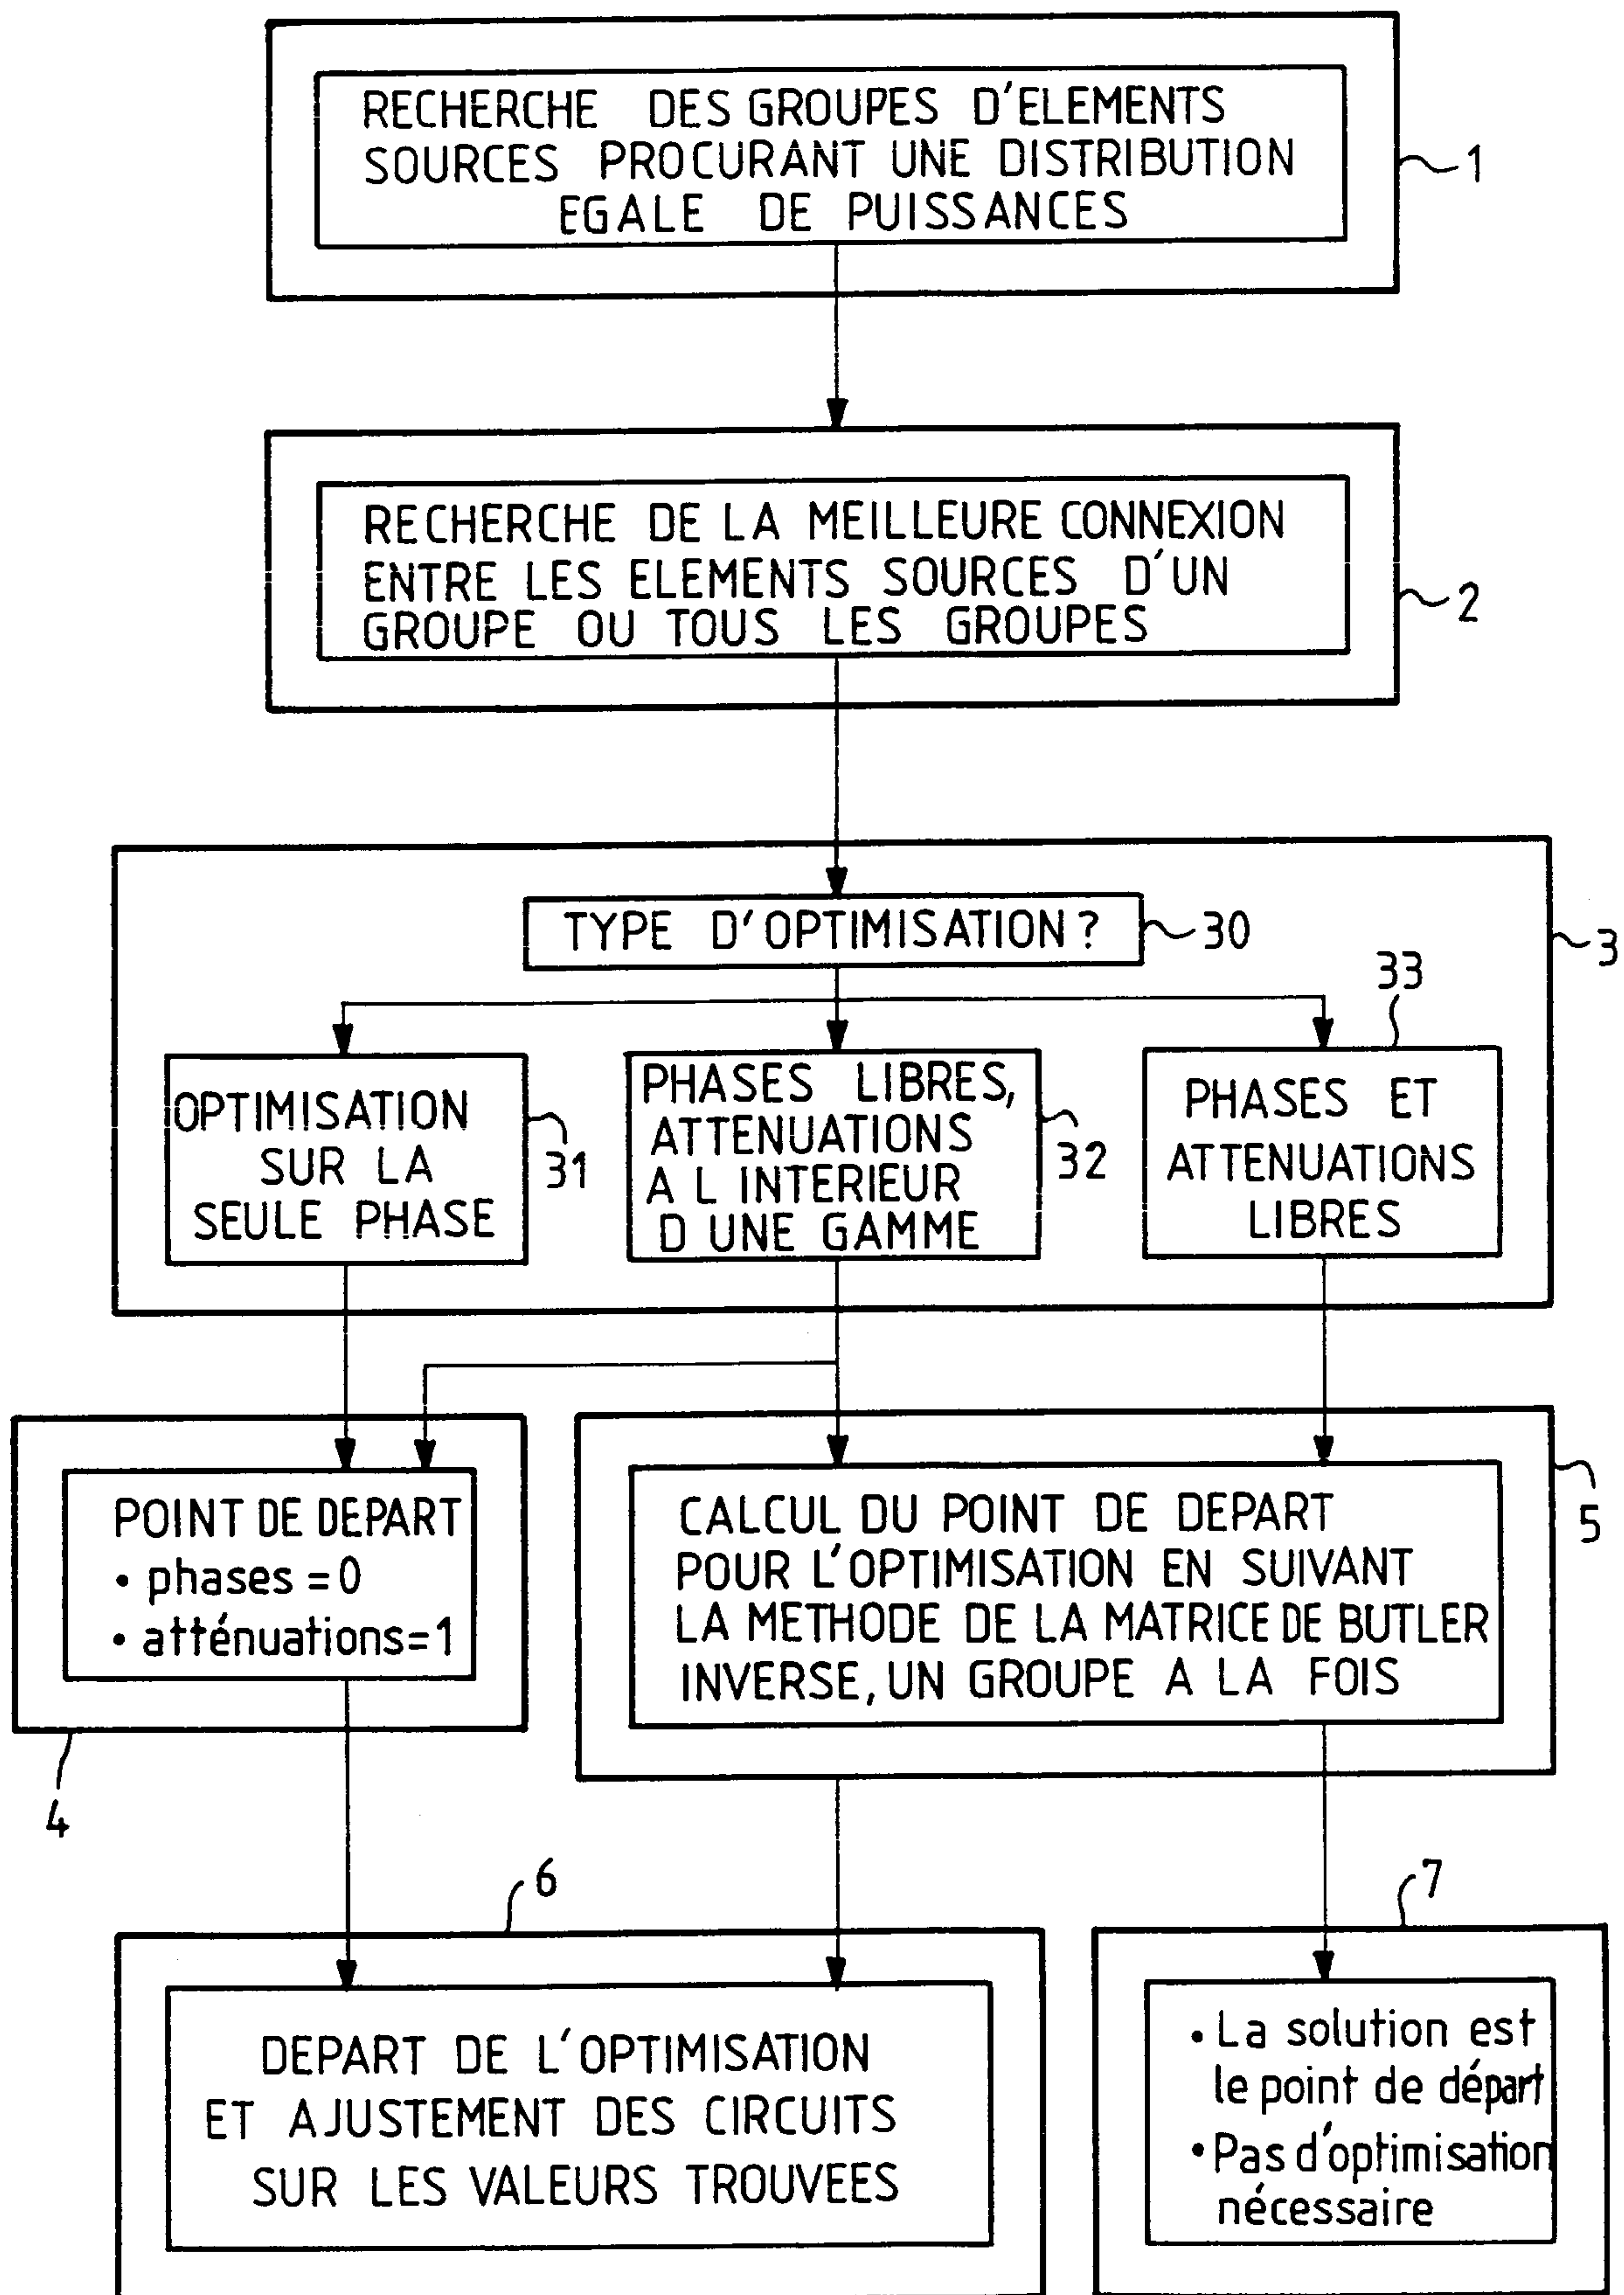 RECHERCHE DES GROUPES D'ELEMENTS
SOURCES PROCURANT UNE DISTRIBUTION
EGALE DE PUISSANCES
1
RECHERCHE DE LA MEILLEURE CONNEXION
ENTRE LES ELEMENTS SOURCES D'UN
GROUPE OU TOUS LES GROUPES
2
TYPE D'OPTIMISATION ?
30
3
33
OPTIMISATION
SUR LA
SEULE PHASE
31
PHASES LIBRES,
ATTENUATIONS
A L INTERIEUR
D UNE GAMME
32
PHASES ET
ATTENUATIONS
LIBRES
POINT DE DEPART
• phases = 0
• atténuations=1
4
CALCUL DU POINT DE DEPART
POUR L'OPTIMISATION EN SUIVANT
LA METHODE DE LA MATRICE DE BUTLER
INVERSE, UN GROUPE A LA FOIS
5
6
DEPART DE L'OPTIMISATION
ET AJUSTEMENT DES CIRCUITS
SUR LES VALEURS TROUVEES
7
• La solution est
le point de départ
• Pas d'optimisation
nécessaire